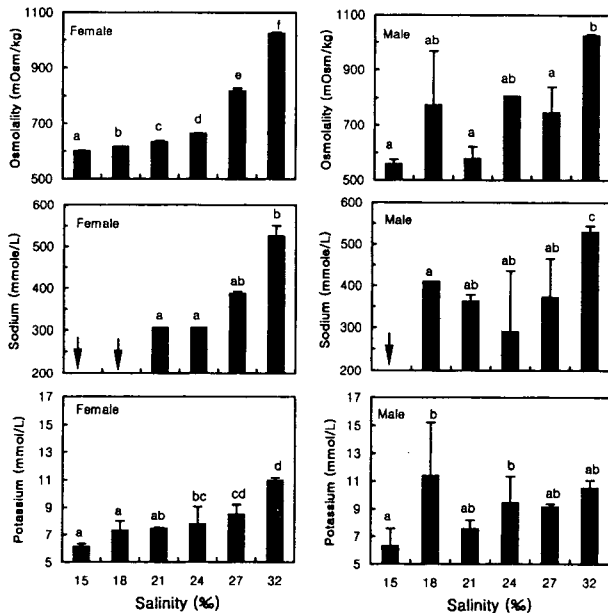 Osmolality (mOsm/kg)
1100
900
700
500
Female
a
b
c
d
e
f
Osmolality (mOsm/kg)
1100
900
700
500
Male
a
ab
a
ab
a
b
Sodium (mmole/L)
600
500
400
300
200
Female
a
a
ab
b
Sodium (mmole/L)
600
500
400
300
200
Male
a
ab
ab
ab
c
Potassium (mmol/L)
17
15
13
11
9
7
5
Female
a
a
ab
bc
cd
d
15 18 21 24 27 32
Salinity (‰)
Potassium (mmol/L)
17
15
13
11
9
7
5
Male
a
b
ab
b
ab
ab
15 18 21 24 27 32
Salinity (‰)